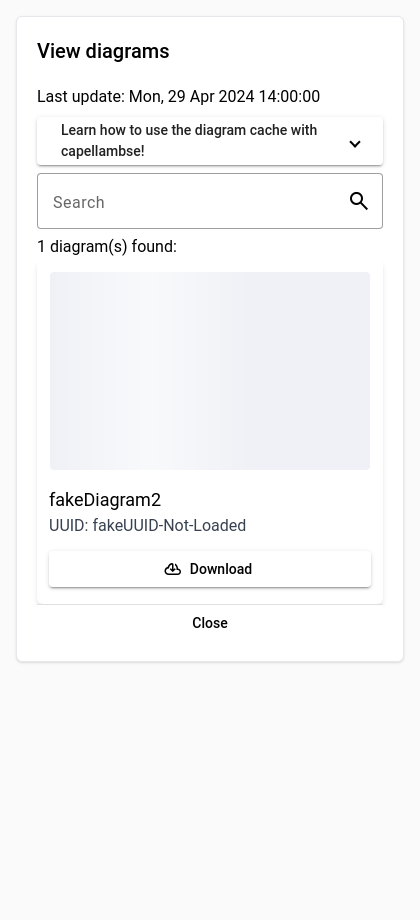 View diagrams
Last update: Mon, 29 Apr 2024 14:00:00
Learn how to use the diagram cache with
capellambse!
Search
1 diagram(s) found:
fakeDiagram2
UUID: fakeUUID-Not-Loaded
Download
Close